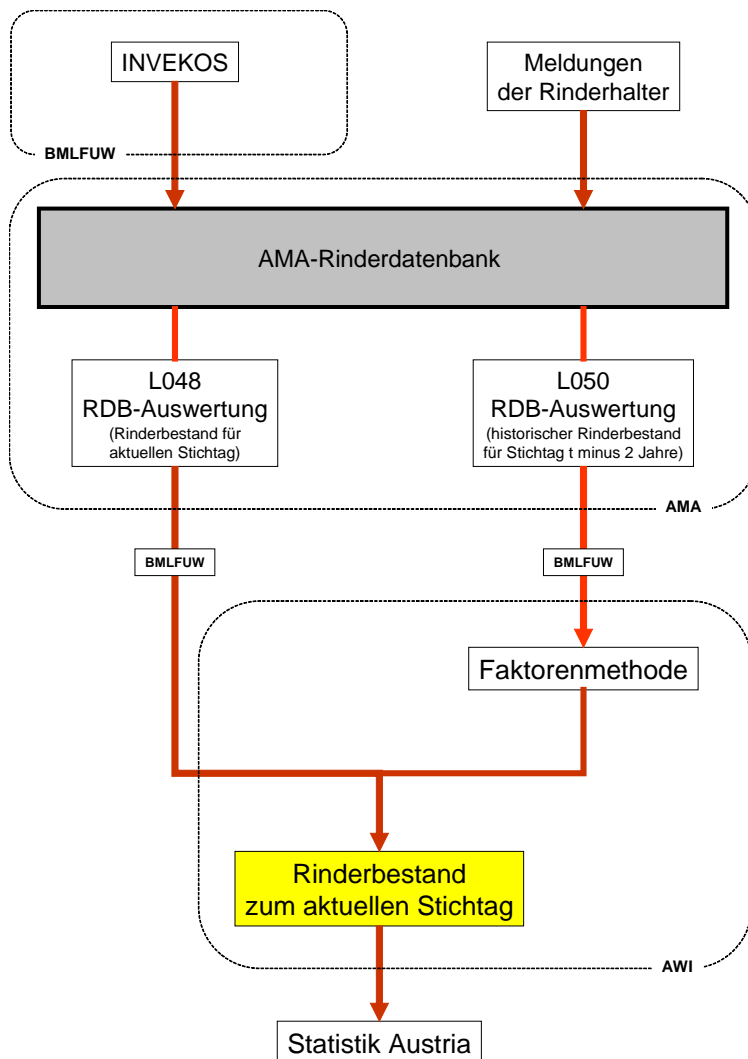 INVEKOS
Meldungen
der Rinderhalter
BMLFUW
AMA-Rinderdatenbank
L048
RDB-Auswertung
(Rinderbestand für
aktuellen Stichtag)
L050
RDB-Auswertung
(historischer Rinderbestand
für Stichtag t minus 2 Jahre)
AMA
BMLFUW
BMLFUW
Faktorenmethode
Rinderbestand
zum aktuellen Stichtag
AWI
Statistik Austria